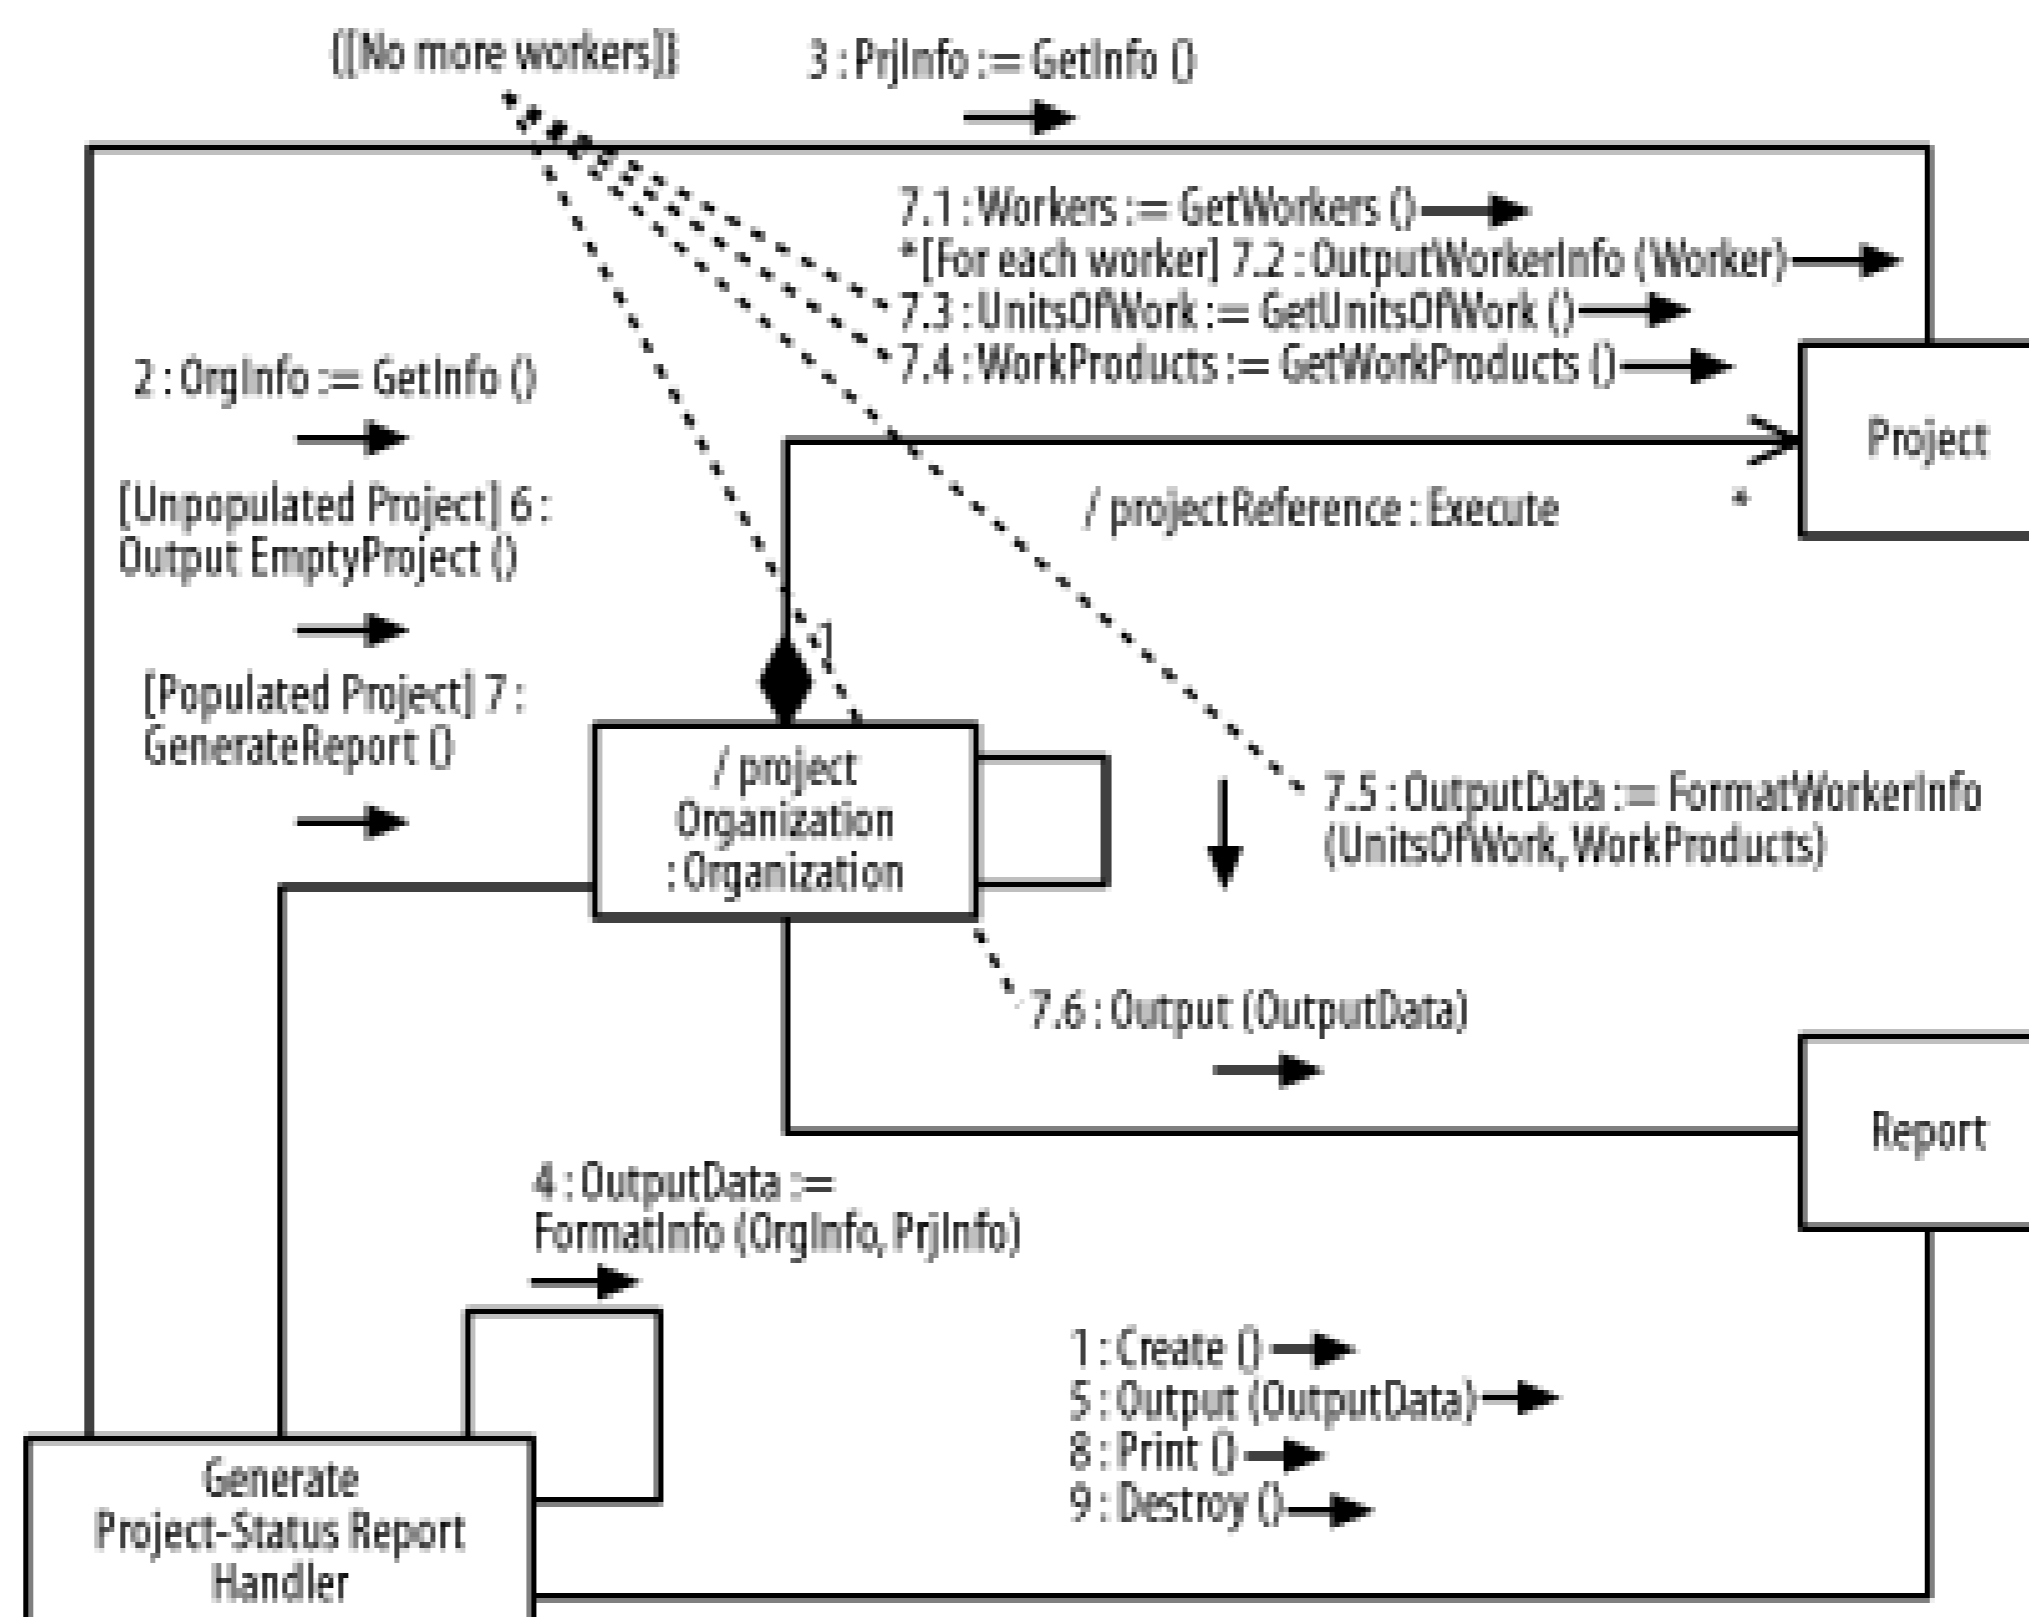 {[No more workers]}
3 : PrjInfo := GetInfo ()
7.1 : Workers := GetWorkers ()
*[For each worker] 7.2 : OutputWorkerInfo (Worker)
7.3 : UnitsOfWork := GetUnitsOfWork ()
7.4 : WorkProducts := GetWorkProducts ()
2 : OrgInfo := GetInfo ()
Project
*
/ projectReference : Execute
[Unpopulated Project] 6 :
Output EmptyProject ()
1
[Populated Project] 7 :
GenerateReport ()
/ project
Organization
: Organization
7.5 : OutputData := FormatWorkerInfo
(UnitsOfWork, WorkProducts)
7.6 : Output (OutputData)
Report
4 : OutputData :=
FormatInfo (OrgInfo, PrjInfo)
1 : Create ()
5 : Output (OutputData)
8 : Print ()
9 : Destroy ()
Generate
Project-Status Report
Handler